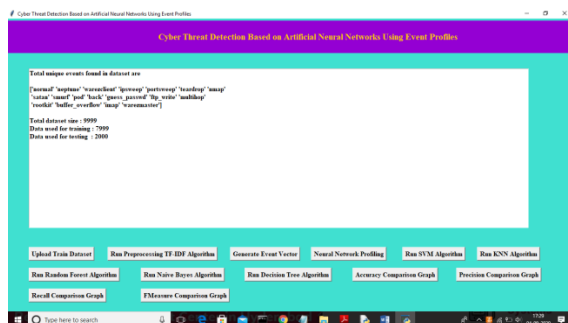 Cyber Threat Detection Based on Artificial Neural Networks Using Event Profiles
Cyber Threat Detection Based on Artificial Neural Networks Using Event Profiles
Total unique events found in dataset are
['normal' 'neptune' 'warezclient' 'ipsweep' 'portsweep' 'teardrop' 'nmap'
'satan' 'smurf' 'pod' 'back' 'guess_passwd' 'ftp_write' 'multihop'
'rootkit' 'buffer_overflow' 'imap' 'warezmaster']
Total dataset size : 9999
Data used for training : 7999
Data used for testing : 2000
Upload Train Dataset Run Preprocessing TF-IDF Algorithm Generate Event Vector Neural Network Profiling Run SVM Algorithm Run KNN Algorithm
Run Random Forest Algorithm Run Naive Bayes Algorithm Run Decision Tree Algorithm Accuracy Comparison Graph Precision Comparison Graph
Recall Comparison Graph FMeasure Comparison Graph
Type here to search